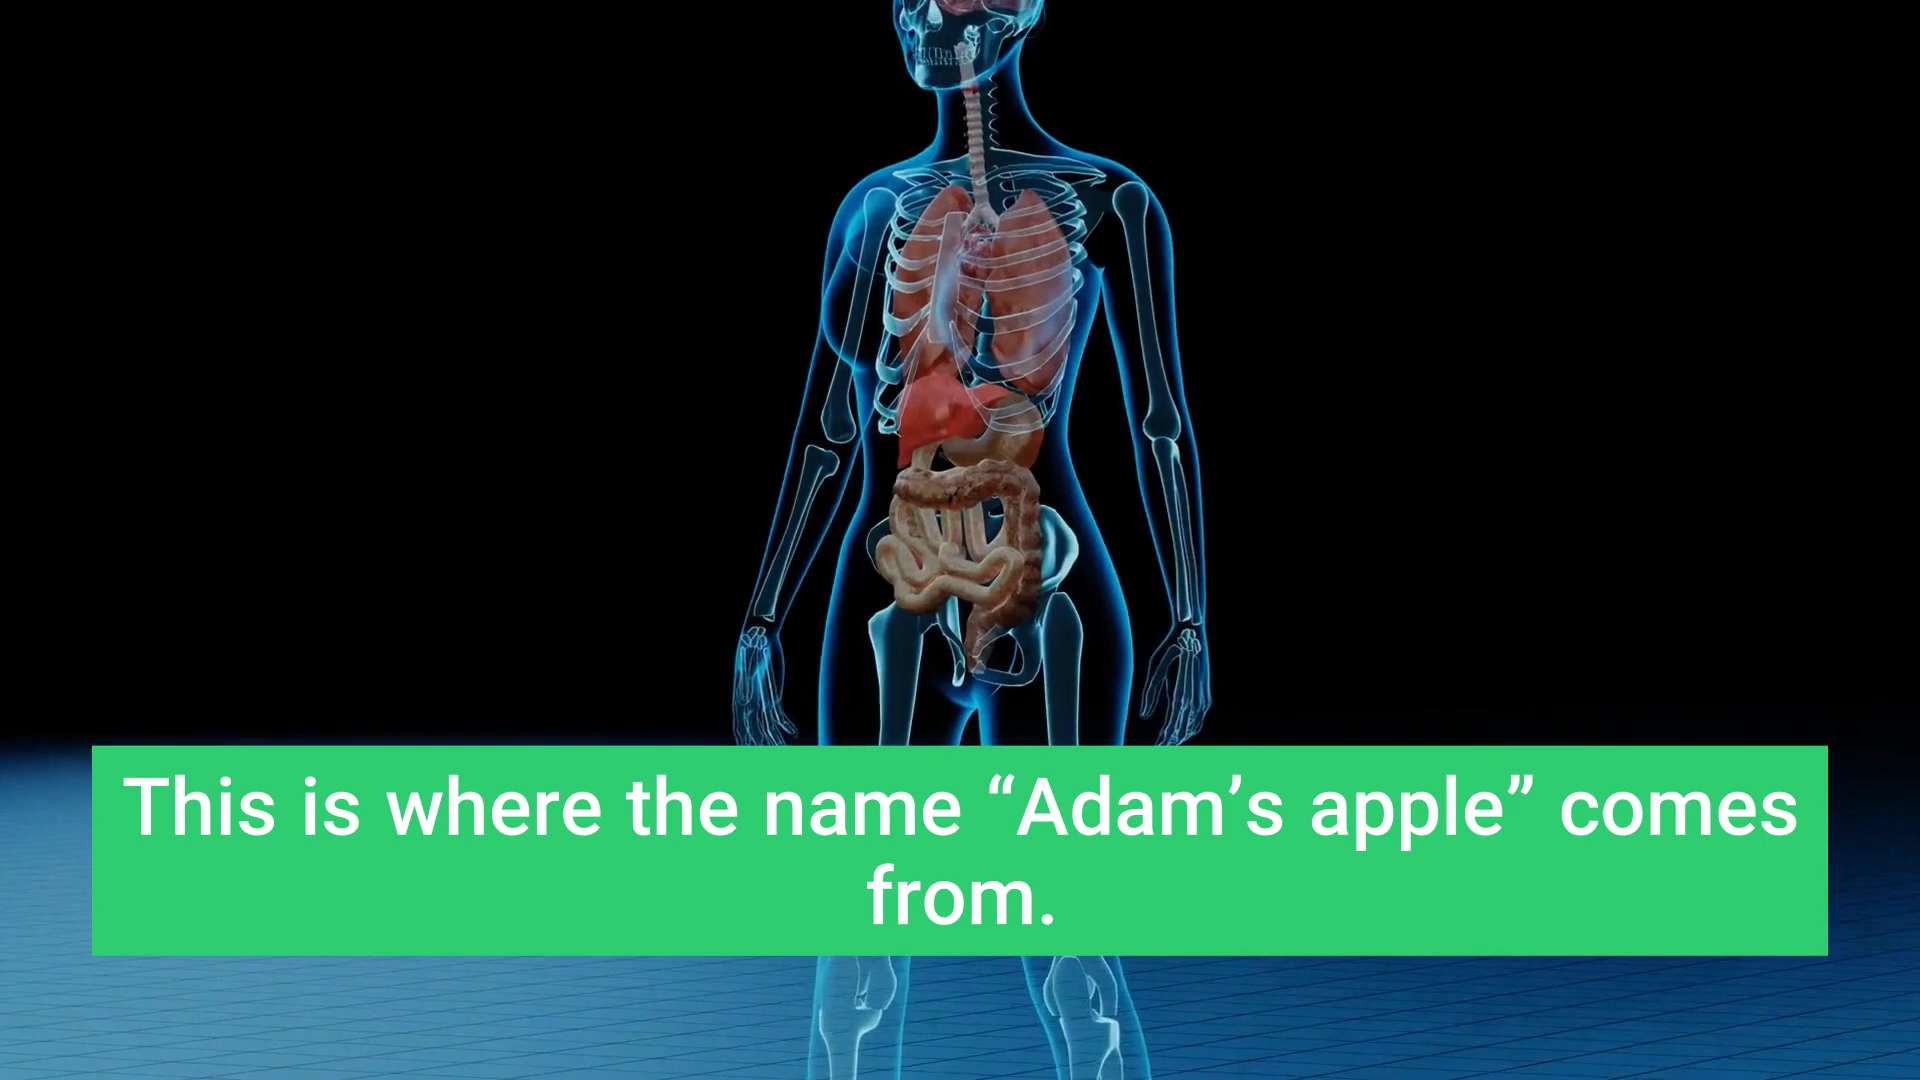 This is where the name “Adam’s apple” comes
from.